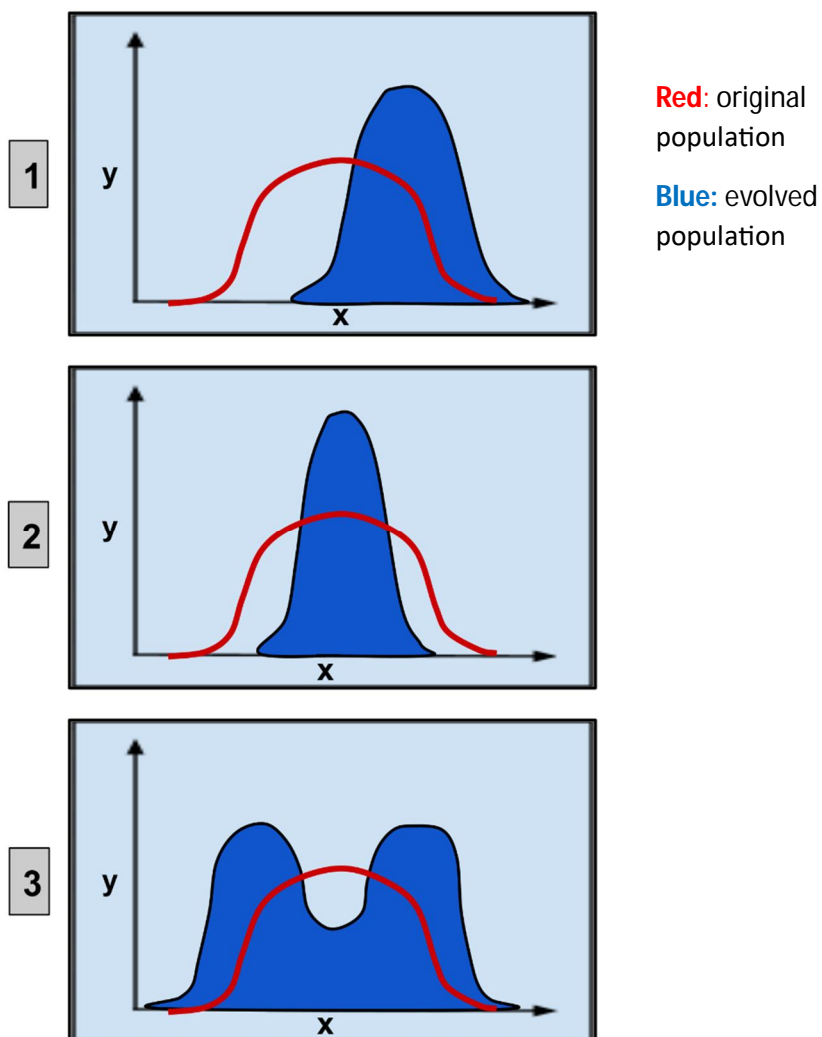 1
y
x
Red: original
population
Blue: evolved
population
2
y
x
3
y
x